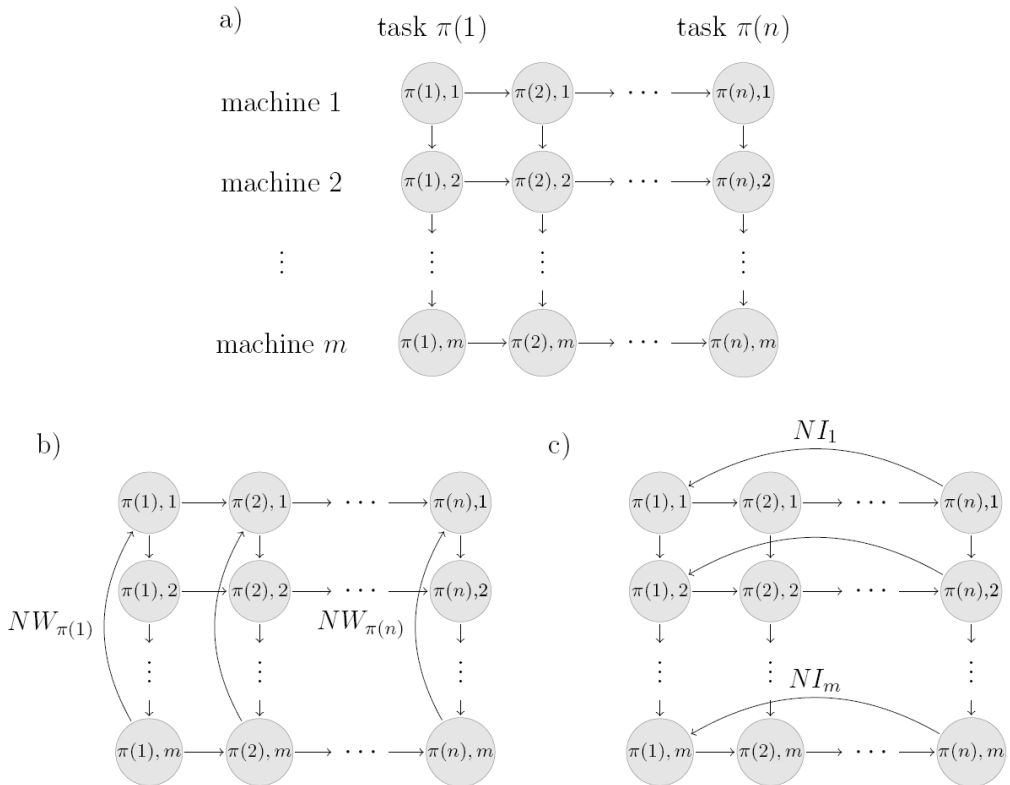 a)
task π(1) task π(n)
machine 1 π(1), 1 π(2), 1 ··· π(n),1
machine 2 π(1), 2 π(2), 2 ··· π(n),2
⋮ ⋮ ⋮ ⋮
machine m π(1), m π(2), m ··· π(n), m
b)
π(1), 1 π(2), 1 ··· π(n),1
π(1), 2 π(2), 2 ··· π(n),2
NW_{π(1)} NW_{π(n)}
⋮ ⋮ ⋮
π(1), m π(2), m ··· π(n), m
c)
NI_1
π(1), 1 π(2), 1 ··· π(n),1
π(1), 2 π(2), 2 ··· π(n),2
⋮ ⋮ ⋮
NI_m
π(1), m π(2), m ··· π(n), m